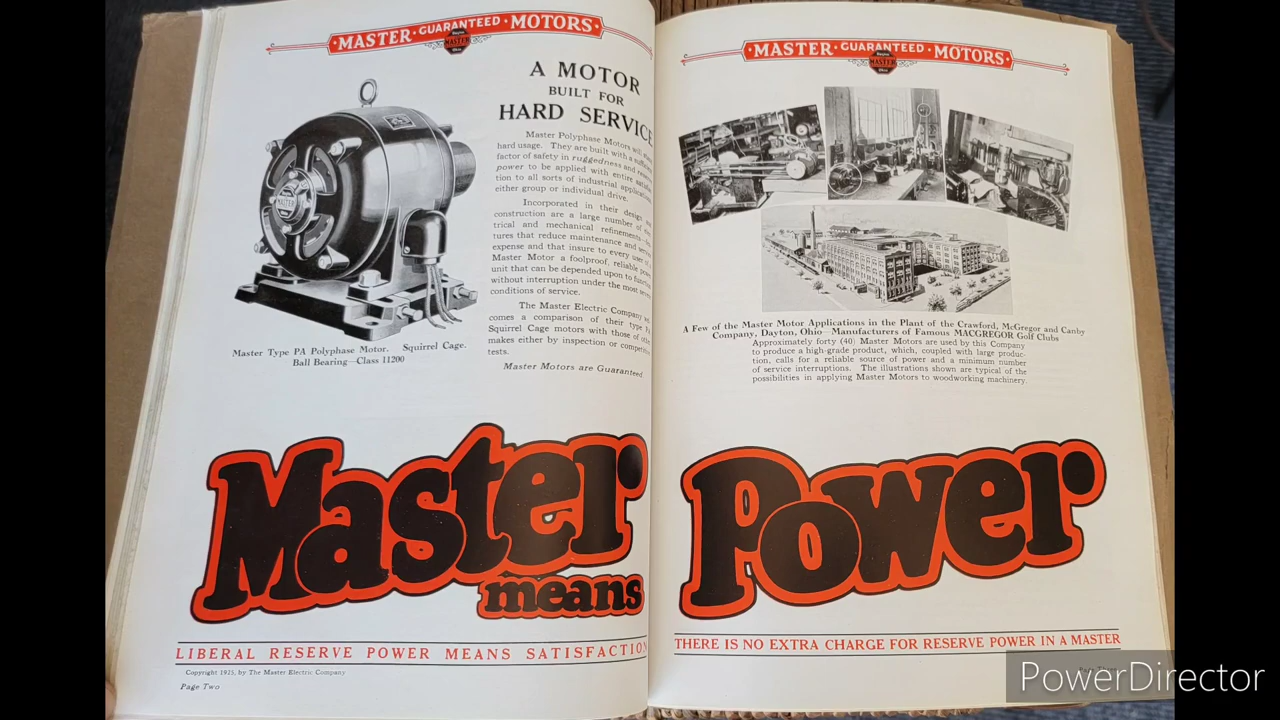 MASTER · GUARANTEED · MOTORS
MASTER
A MOTOR
BUILT FOR
HARD SERVICE
Master Polyphase Motors will
hard usage. They are built with a
factor of safety in ruggedness and
power to be applied with entire
tion to all sorts of industrial
either group or individual drive.
Incorporated in their design
construction are a large number of
trical and mechanical refinements
tures that reduce maintenance and
expense and that insure to every
Master Motor a foolproof, reliable
unit that can be depended upon to
without interruption under the most
conditions of service.
The Master Electric Company
comes a comparison of their type
Squirrel Cage motors with those of
makes either by inspection or
tests.
Master Motors are Guaranteed
MASTER
Master Type PA Polyphase Motor. Squirrel Cage.
Ball Bearing—Class 11200
Master
means
LIBERAL RESERVE POWER MEANS SATISFACTION
Copyright 1925, by The Master Electric Company
Page Two
MASTER · GUARANTEED · MOTORS
MASTER
A Few of the Master Motor Applications in the Plant of the Crawford, McGregor and Canby
Company, Dayton, Ohio—Manufacturers of Famous MACGREGOR Golf Clubs
Approximately forty (40) Master Motors are used by this Company
to produce a high-grade product, which, coupled with large produc-
tion, calls for a reliable source of power and a minimum number
of service interruptions. The illustrations shown are typical of the
possibilities in applying Master Motors to woodworking machinery.
Power
THERE IS NO EXTRA CHARGE FOR RESERVE POWER IN A MASTER
PowerDirector